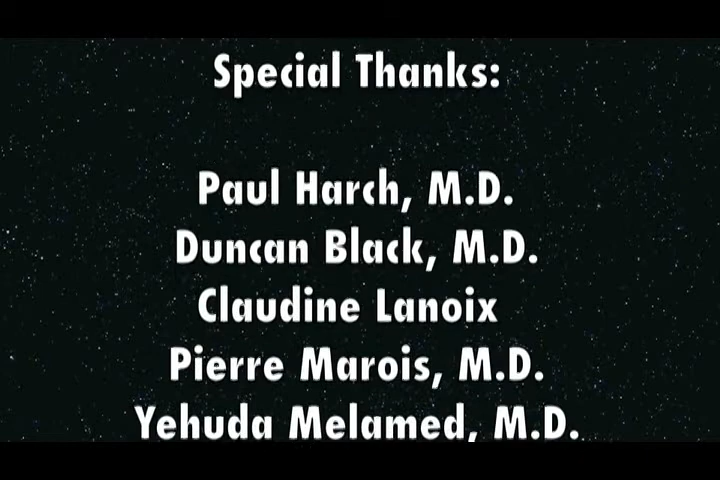 Special Thanks:
Paul Harch, M.D.
Duncan Black, M.D.
Claudine Lanoix
Pierre Marois, M.D.
Yehuda Melamed, M.D.